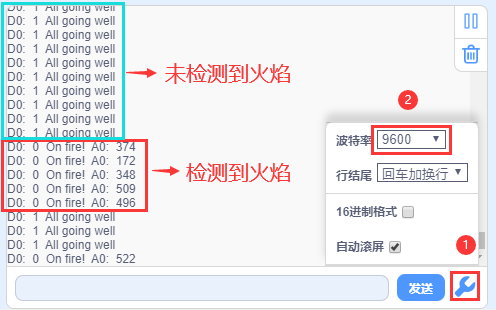 D0:  1  All going well
D0:  1  All going well
D0:  1  All going well
D0:  1  All going well
D0:  1  All going well
D0:  1  All going well
D0:  1  All going well
D0:  1  All going well
D0:  1  All going well
D0:  1  All going well
未检测到火焰
D0:  0  On fire!  A0:  374
D0:  0  On fire!  A0:  172
D0:  0  On fire!  A0:  348
D0:  0  On fire!  A0:  509
D0:  0  On fire!  A0:  496
检测到火焰
D0:  1  All going well
D0:  1  All going well
D0:  1  All going well
D0:  0  On fire!  A0:  522
2
波特率 9600
行结尾 回车加换行
16进制格式
自动滚屏
1
发送